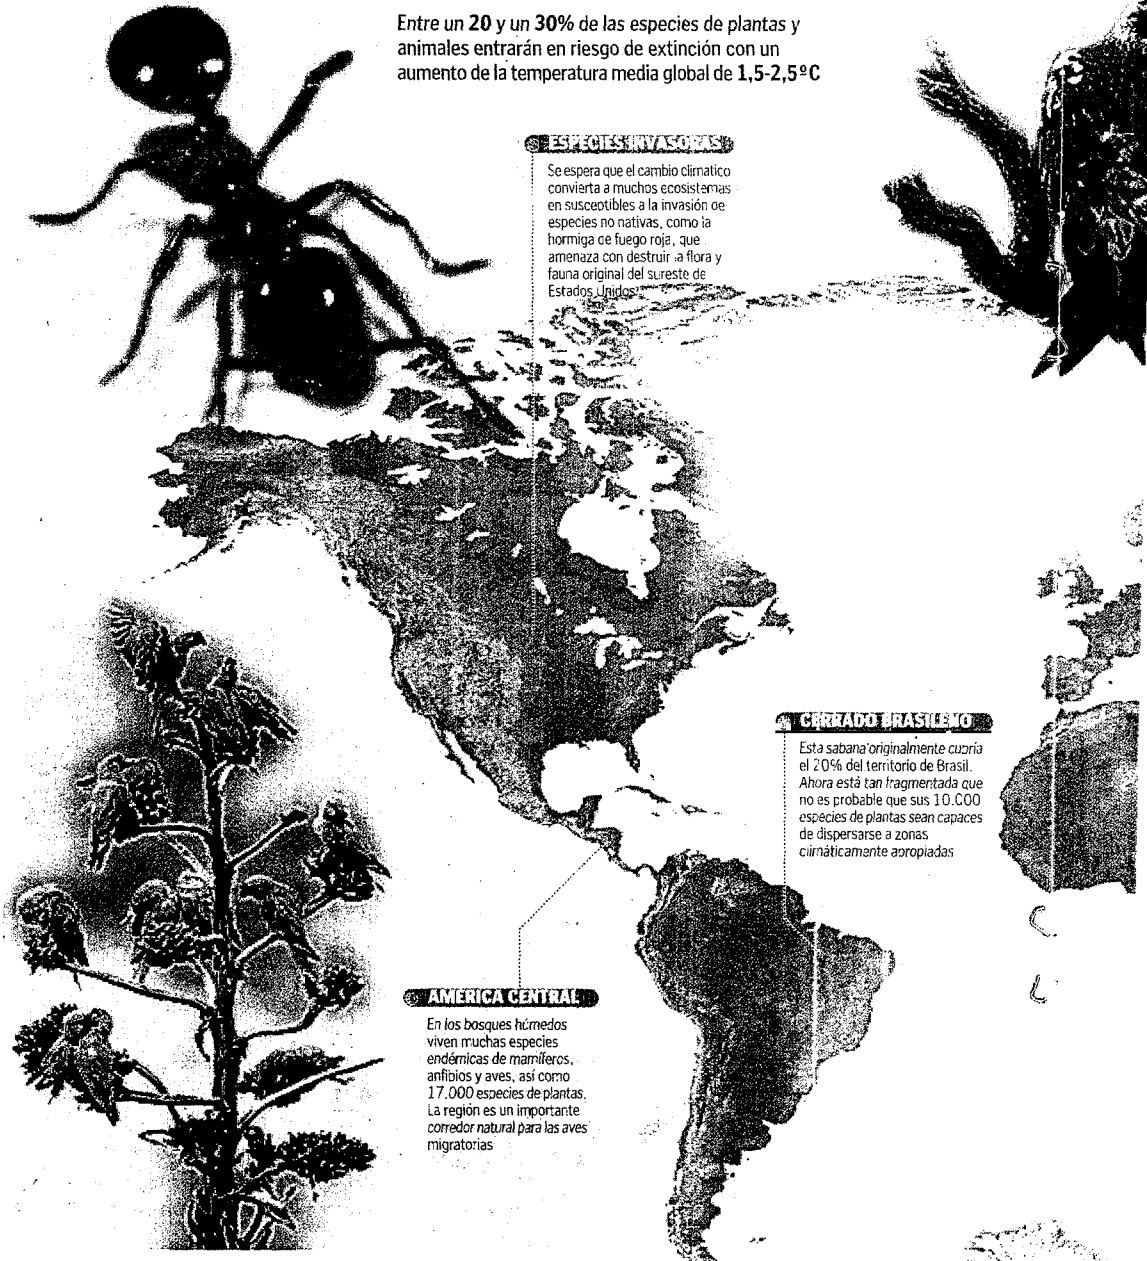 Entre un 20 y un 30% de las especies de plantas y
animales entrarán en riesgo de extinción con un
aumento de la temperatura media global de 1,5-2,5ºC
ESPECIES INVASORAS
Se espera que el cambio climatico
convierta a muchos ecosistemas
en susceptibles a la invasión de
especies no nativas, como la
hormiga de fuego roja, que
amenaza con destruir la flora y
fauna original del sureste de
Estados Unidos
CERRADO BRASILEÑO
Esta sabana originalmente cubría
el 20% del territorio de Brasil.
Ahora está tan fragmentada que
no es probable que sus 10.000
especies de plantas sean capaces
de dispersarse a zonas
climáticamente apropiadas
AMÉRICA CENTRAL
En los bosques húmedos
viven muchas especies
endémicas de mamíferos,
anfibios y aves, así como
17.000 especies de plantas.
La región es un importante
corredor natural para las aves
migratorias